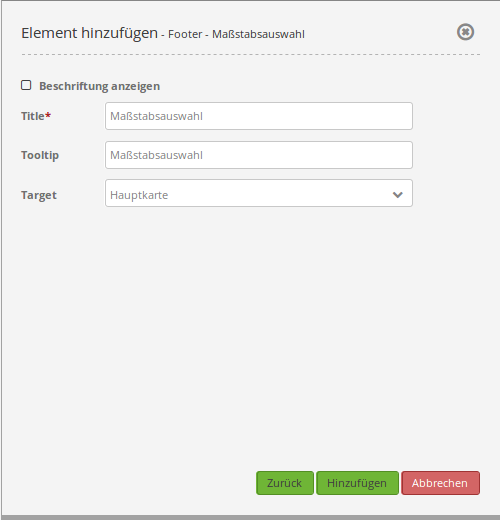 Element hinzufügen - Footer - Maßstabsauswahl
Beschriftung anzeigen
Title* Maßstabsauswahl
Tooltip Maßstabsauswahl
Target Hauptkarte
Zurück Hinzufügen Abbrechen